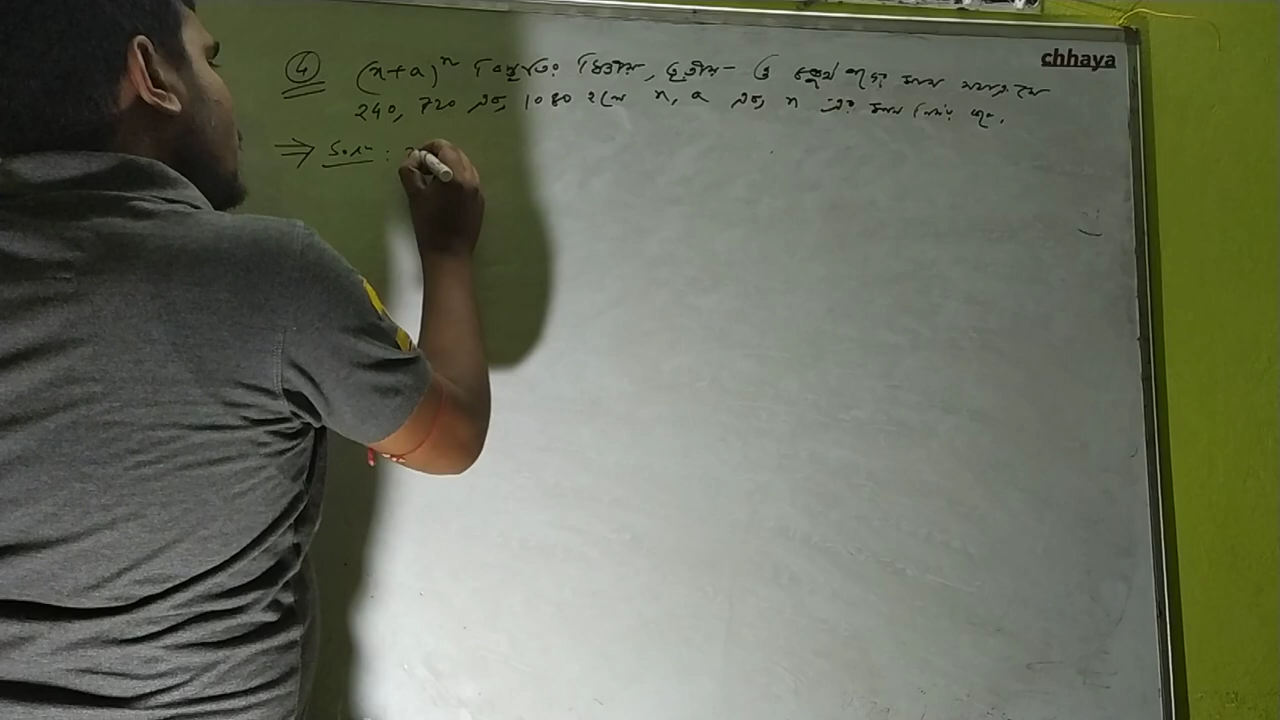 chhaya
④ (x+a)ⁿ বিস্তৃতির দ্বিতীয়, তৃতীয় ও চতুর্থ পদের মান যথাক্রমে
240, 720 এবং 1080 হলে x, a এবং n এর মান নির্ণয় কর.
⇒ Soln :